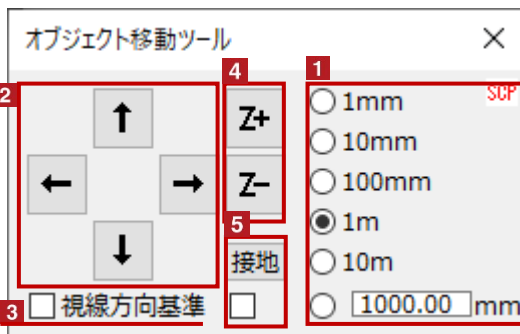 オブジェクト移動ツール ×
4 1
2 ↑ Z+ 1mm SCP
10mm
← → Z- 100mm
5 1m
↓ 接地 10m
3 視線方向基準 1000.00 mm